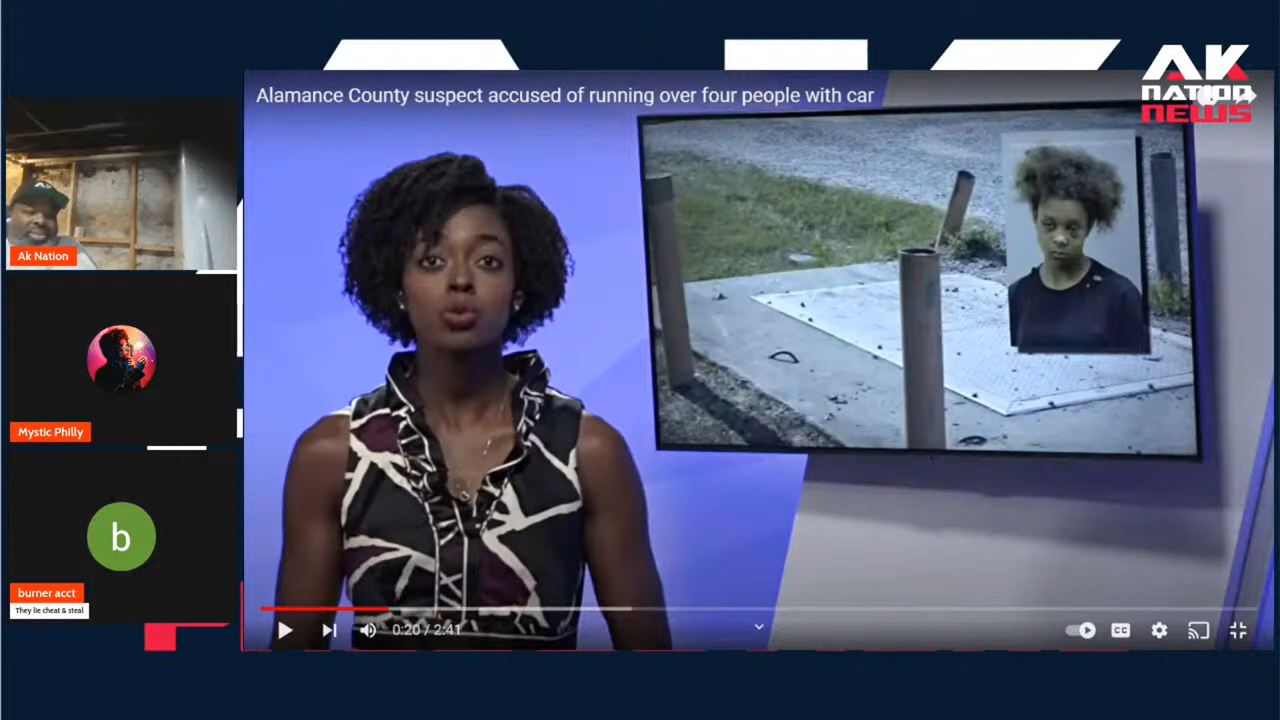 Alamance County suspect accused of running over four people with car
AK
NATION
NEWS
Ak Nation
Mystic Philly
b
burner acct
They lie cheat & steal
0:20 / 2:41
CC